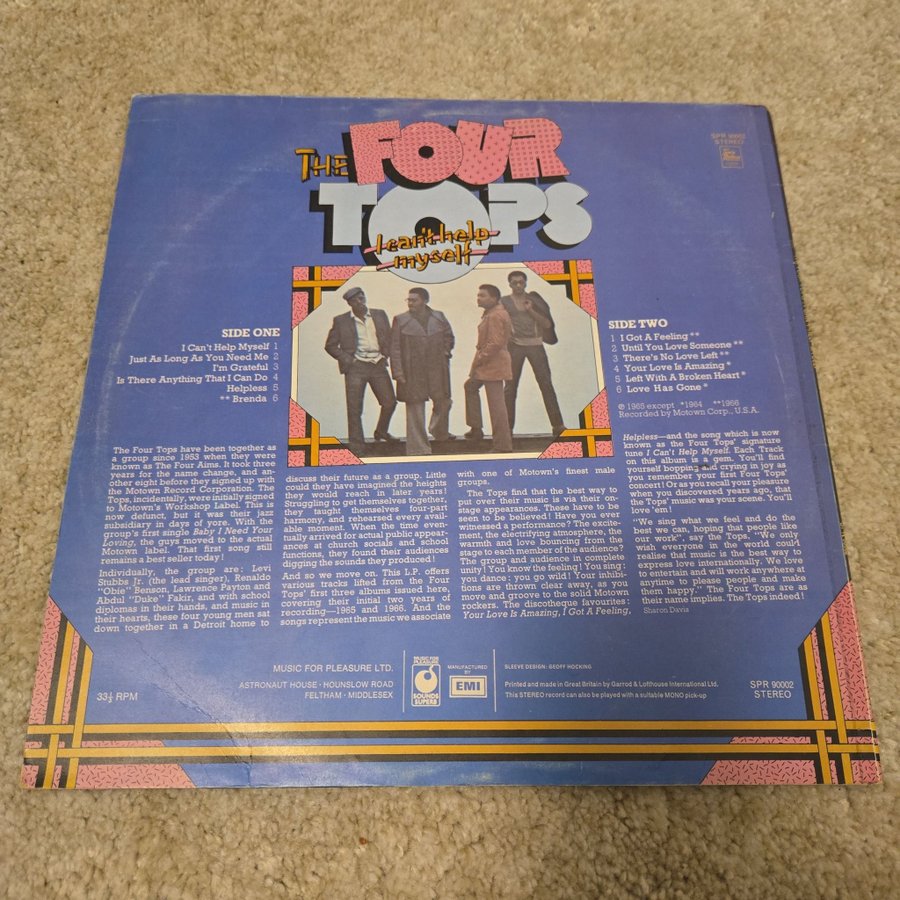 THE FOUR
TOPS
I can't help
myself
SPR 90002
STEREO
SIDE ONE
I Can't Help Myself 1
Just As Long As You Need Me 2
I'm Grateful 3
Is There Anything That I Can Do 4
Helpless 5
** Brenda 6
SIDE TWO
1 I Got A Feeling **
2 Until You Love Someone **
3 There's No Love Left **
4 Your Love Is Amazing *
5 Left With A Broken Heart *
6 Love Has Gone *
℗ 1965 except *1964 **1966
Recorded by Motown Corp., U.S.A.
The Four Tops have been together as
a group since 1953 when they were
known as The Four Aims. It took three
years for the name change, and an-
other eight before they signed up with
the Motown Record Corporation. The
Tops, incidentally, were initially signed
to Motown's Workshop Label. This is
now defunct, but it was their jazz
subsidiary in days of yore. With the
group's first single Baby I Need Your
Loving, the guys moved to the actual
Motown label. That first song still
remains a best seller today!
Individually, the group are: Levi
Stubbs Jr. (the lead singer), Renaldo
"Obie" Benson, Lawrence Payton and
Abdul "Duke" Fakir, and with school
diplomas in their hands, and music in
their hearts, these four young men sat
down together in a Detroit home to
discuss their future as a group. Little
could they have imagined the heights
they would reach in later years!
Struggling to get themselves together,
they taught themselves four-part
harmony, and rehearsed every avail-
able moment. When the time even-
tually arrived for actual public appear-
ances at church socials and school
functions, they found their audiences
digging the sounds they produced!
And so we move on. This L.P. offers
various tracks lifted from the Four
Tops' first three albums issued here,
covering their initial two years of
recording—1965 and 1966. And the
songs represent the music we associate
with one of Motown's finest male
groups.
The Tops find that the best way to
put over their music is via their on-
stage appearances. These have to be
seen to be believed! Have you ever
witnessed a performance? The excite-
ment, the electrifying atmosphere, the
warmth and love bouncing from the
stage to each member of the audience?
The group and audience in complete
unity! You know the feeling! You sing:
you dance: you go wild! Your inhibi-
tions are thrown clear away, as you
move and groove to the solid Motown
rockers. The discotheque favourites:
Your Love Is Amazing, I Got A Feeling,
Helpless—and the song which is now
known as the Four Tops' signature
tune I Can't Help Myself. Each Track
on this album is a gem. You'll find
yourself bopping and crying in joy as
you remember your first Four Tops'
concert! Or as you recall your pleasure
when you discovered years ago, that
the Tops' music was your scene. You'll
love 'em!
"We sing what we feel and do the
best we can, hoping that people like
our work", say the Tops. "We only
wish everyone in the world could
realise that music is the best way to
express love internationally. We love
to entertain and will work anywhere at
anytime to please people and make
them happy." The Four Tops are as
their name implies. The Tops indeed!
Sharon Davis
33⅓ RPM
MUSIC FOR PLEASURE LTD.
ASTRONAUT HOUSE · HOUNSLOW ROAD
FELTHAM · MIDDLESEX
MUSIC FOR
PLEASURE
SOUNDS
SUPERB
MANUFACTURED
BY
EMI
SLEEVE DESIGN: GEOFF HOCKING
Printed and made in Great Britain by Garrod & Lofthouse International Ltd.
This STEREO record can also be played with a suitable MONO pick-up
SPR 90002
STEREO